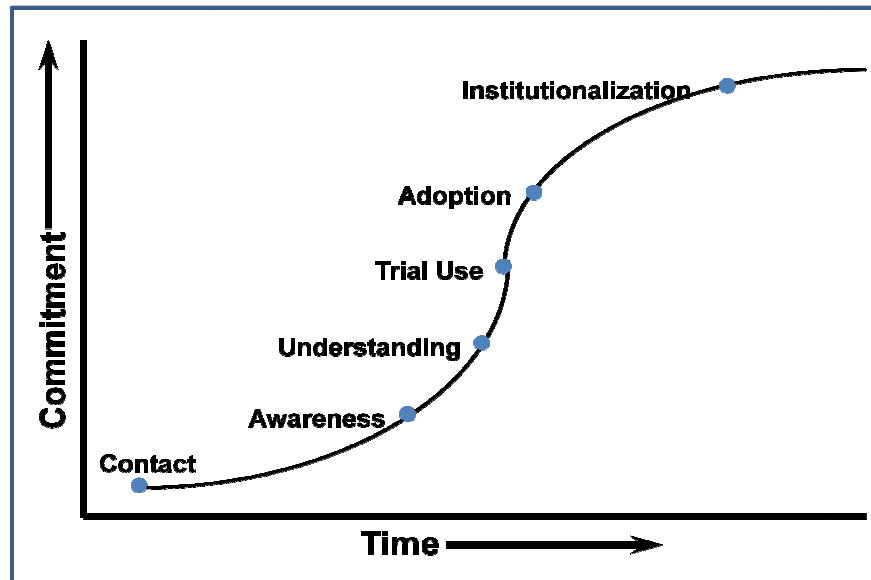 Institutionalization
Adoption
Trial Use
Understanding
Awareness
Contact
Commitment
Time